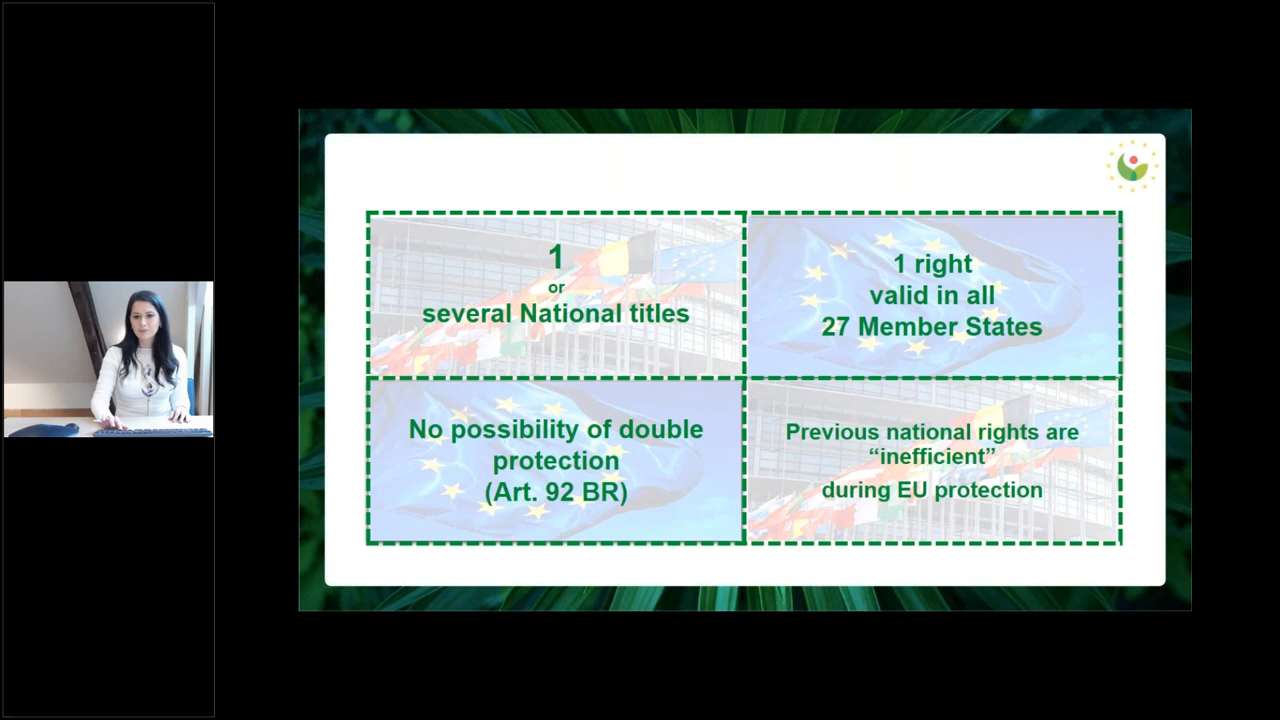 1
or
several National titles
1 right
valid in all
27 Member States
No possibility of double
protection
(Art. 92 BR)
Previous national rights are
“inefficient”
during EU protection